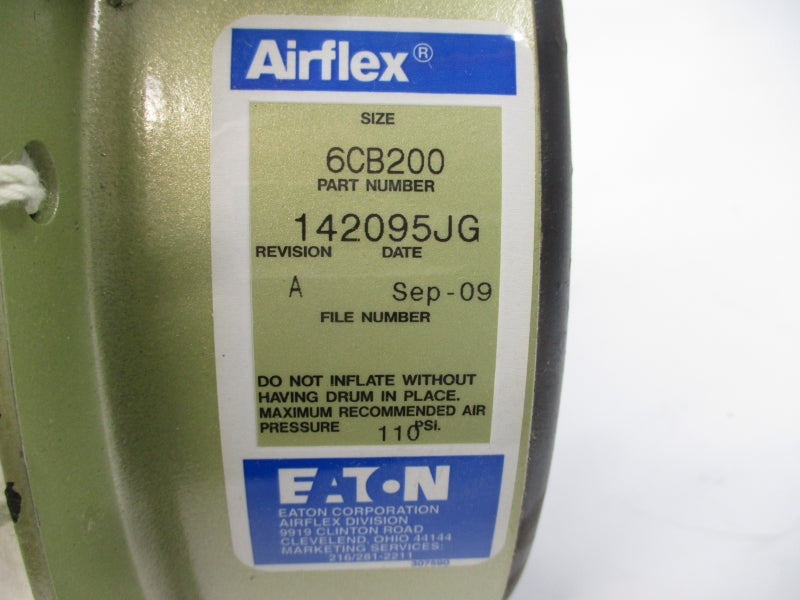 Airflex®
SIZE
6CB200
PART NUMBER
142095JG
REVISION DATE
A Sep-09
FILE NUMBER
DO NOT INFLATE WITHOUT
HAVING DRUM IN PLACE.
MAXIMUM RECOMMENDED AIR
PRESSURE 110 PSI.
EATON
EATON CORPORATION
AIRFLEX DIVISION
9919 CLINTON ROAD
CLEVELEND, OHIO 44144
MARKETING SERVICES:
216/281-2211
307590